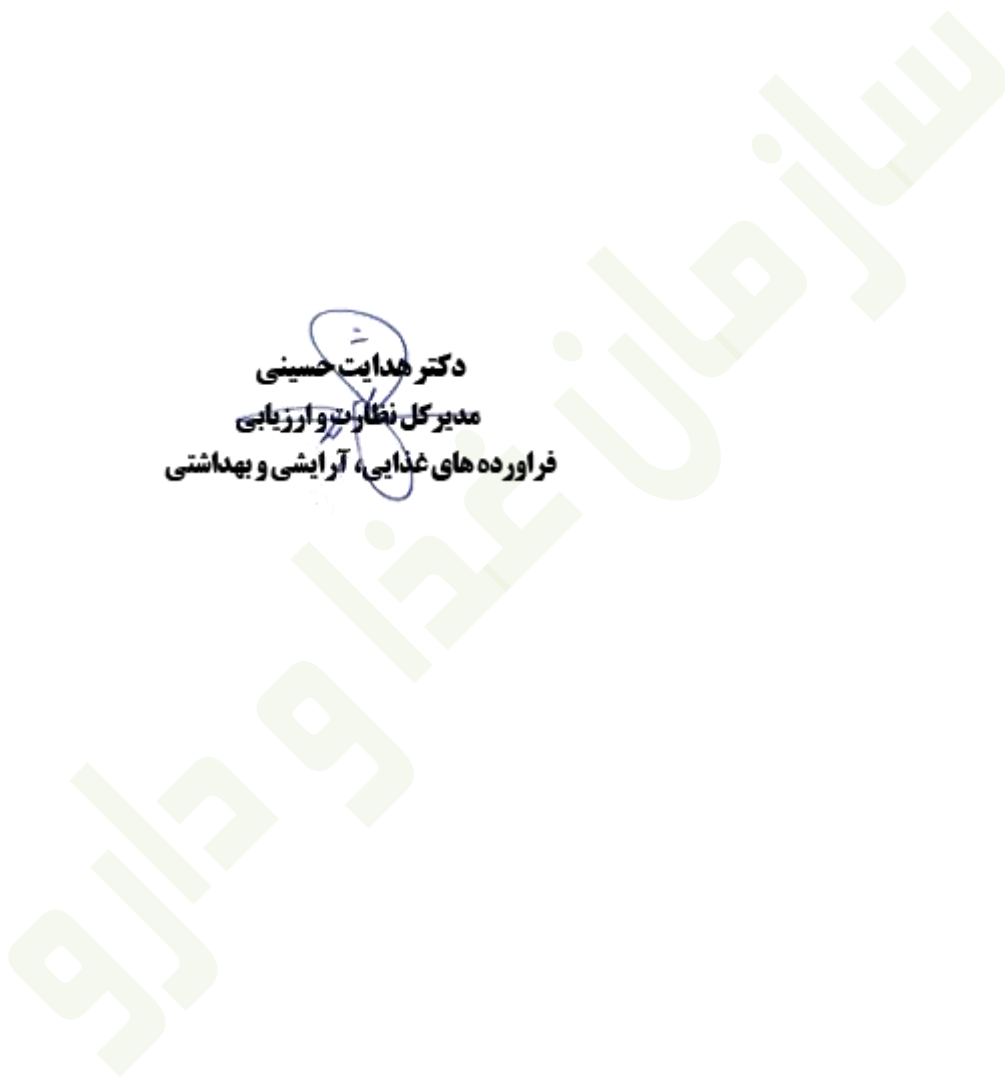 دکتر هدایت حسینی
مدیر کل نظارت و ارزیابی
فراورده های غذایی، آرایشی و بهداشتی
سازمان غذا و دارو